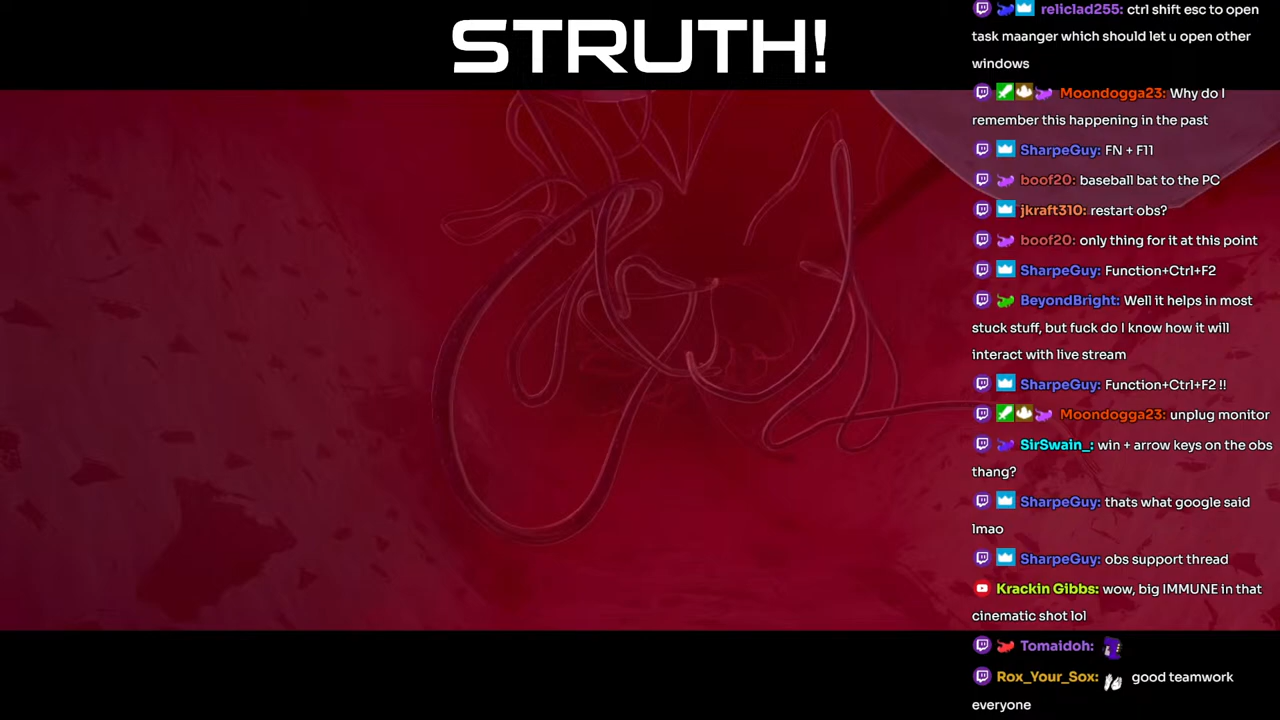 STRUTH!
reliclad255: ctrl shift esc to open
task maanger which should let u open other
windows
Moondogga23: Why do I
remember this happening in the past
SharpeGuy: FN + F11
boof20: baseball bat to the PC
jkraft310: restart obs?
boof20: only thing for it at this point
SharpeGuy: Function+Ctrl+F2
BeyondBright: Well it helps in most
stuck stuff, but fuck do I know how it will
interact with live stream
SharpeGuy: Function+Ctrl+F2 !!
Moondogga23: unplug monitor
SirSwain_: win + arrow keys on the obs
thang?
SharpeGuy: thats what google said
lmao
SharpeGuy: obs support thread
Krackin Gibbs: wow, big IMMUNE in that
cinematic shot lol
Tomaidoh:
Rox_Your_Sox: good teamwork
everyone